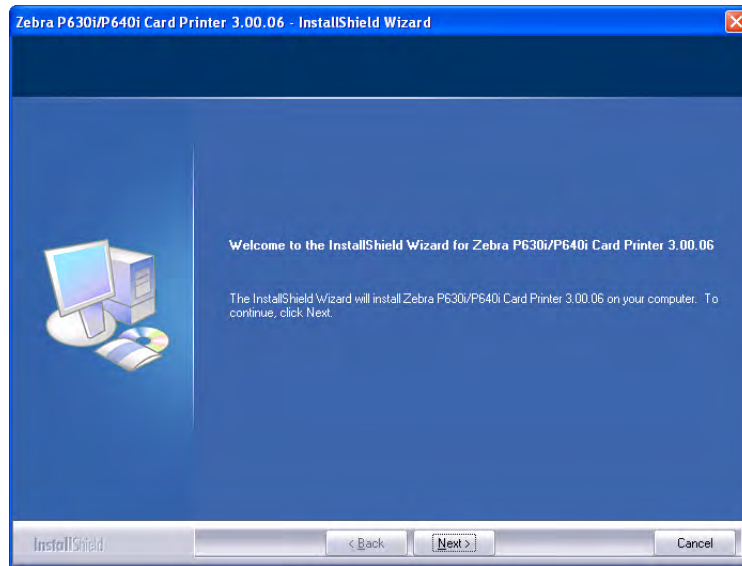 Zebra P630i/P640i Card Printer 3.00.06 - InstallShield Wizard
Welcome to the InstallShield Wizard for Zebra P630i/P640i Card Printer 3.00.06
The InstallShield Wizard will install Zebra P630i/P640i Card Printer 3.00.06 on your computer. To
continue, click Next.
InstallShield
< Back
Next >
Cancel